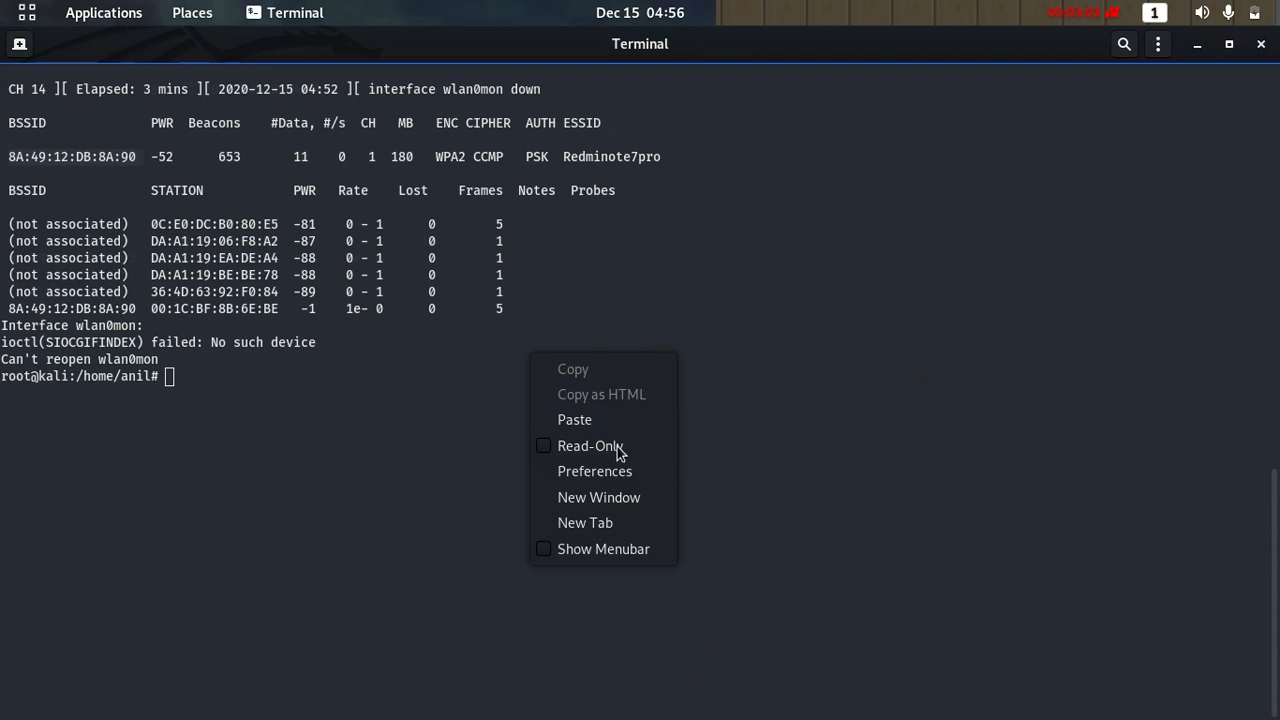 Applications Places Terminal Dec 15 04:56 00:03:03 1
Terminal
CH 14 ][ Elapsed: 3 mins ][ 2020-12-15 04:52 ][ interface wlan0mon down
BSSID PWR Beacons #Data, #/s CH MB ENC CIPHER AUTH ESSID
8A:49:12:DB:8A:90 -52 653 11 0 1 180 WPA2 CCMP PSK Redminote7pro
BSSID STATION PWR Rate Lost Frames Notes Probes
(not associated) 0C:E0:DC:B0:80:E5 -81 0 - 1 0 5
(not associated) DA:A1:19:06:F8:A2 -87 0 - 1 0 1
(not associated) DA:A1:19:EA:DE:A4 -88 0 - 1 0 1
(not associated) DA:A1:19:BE:BE:78 -88 0 - 1 0 1
(not associated) 36:4D:63:92:F0:84 -89 0 - 1 0 1
8A:49:12:DB:8A:90 00:1C:BF:8B:6E:BE -1 1e- 0 0 5
Interface wlan0mon:
ioctl(SIOCGIFINDEX) failed: No such device
Can't reopen wlan0mon
root@kali:/home/anil#
Copy
Copy as HTML
Paste
Read-Only
Preferences
New Window
New Tab
Show Menubar